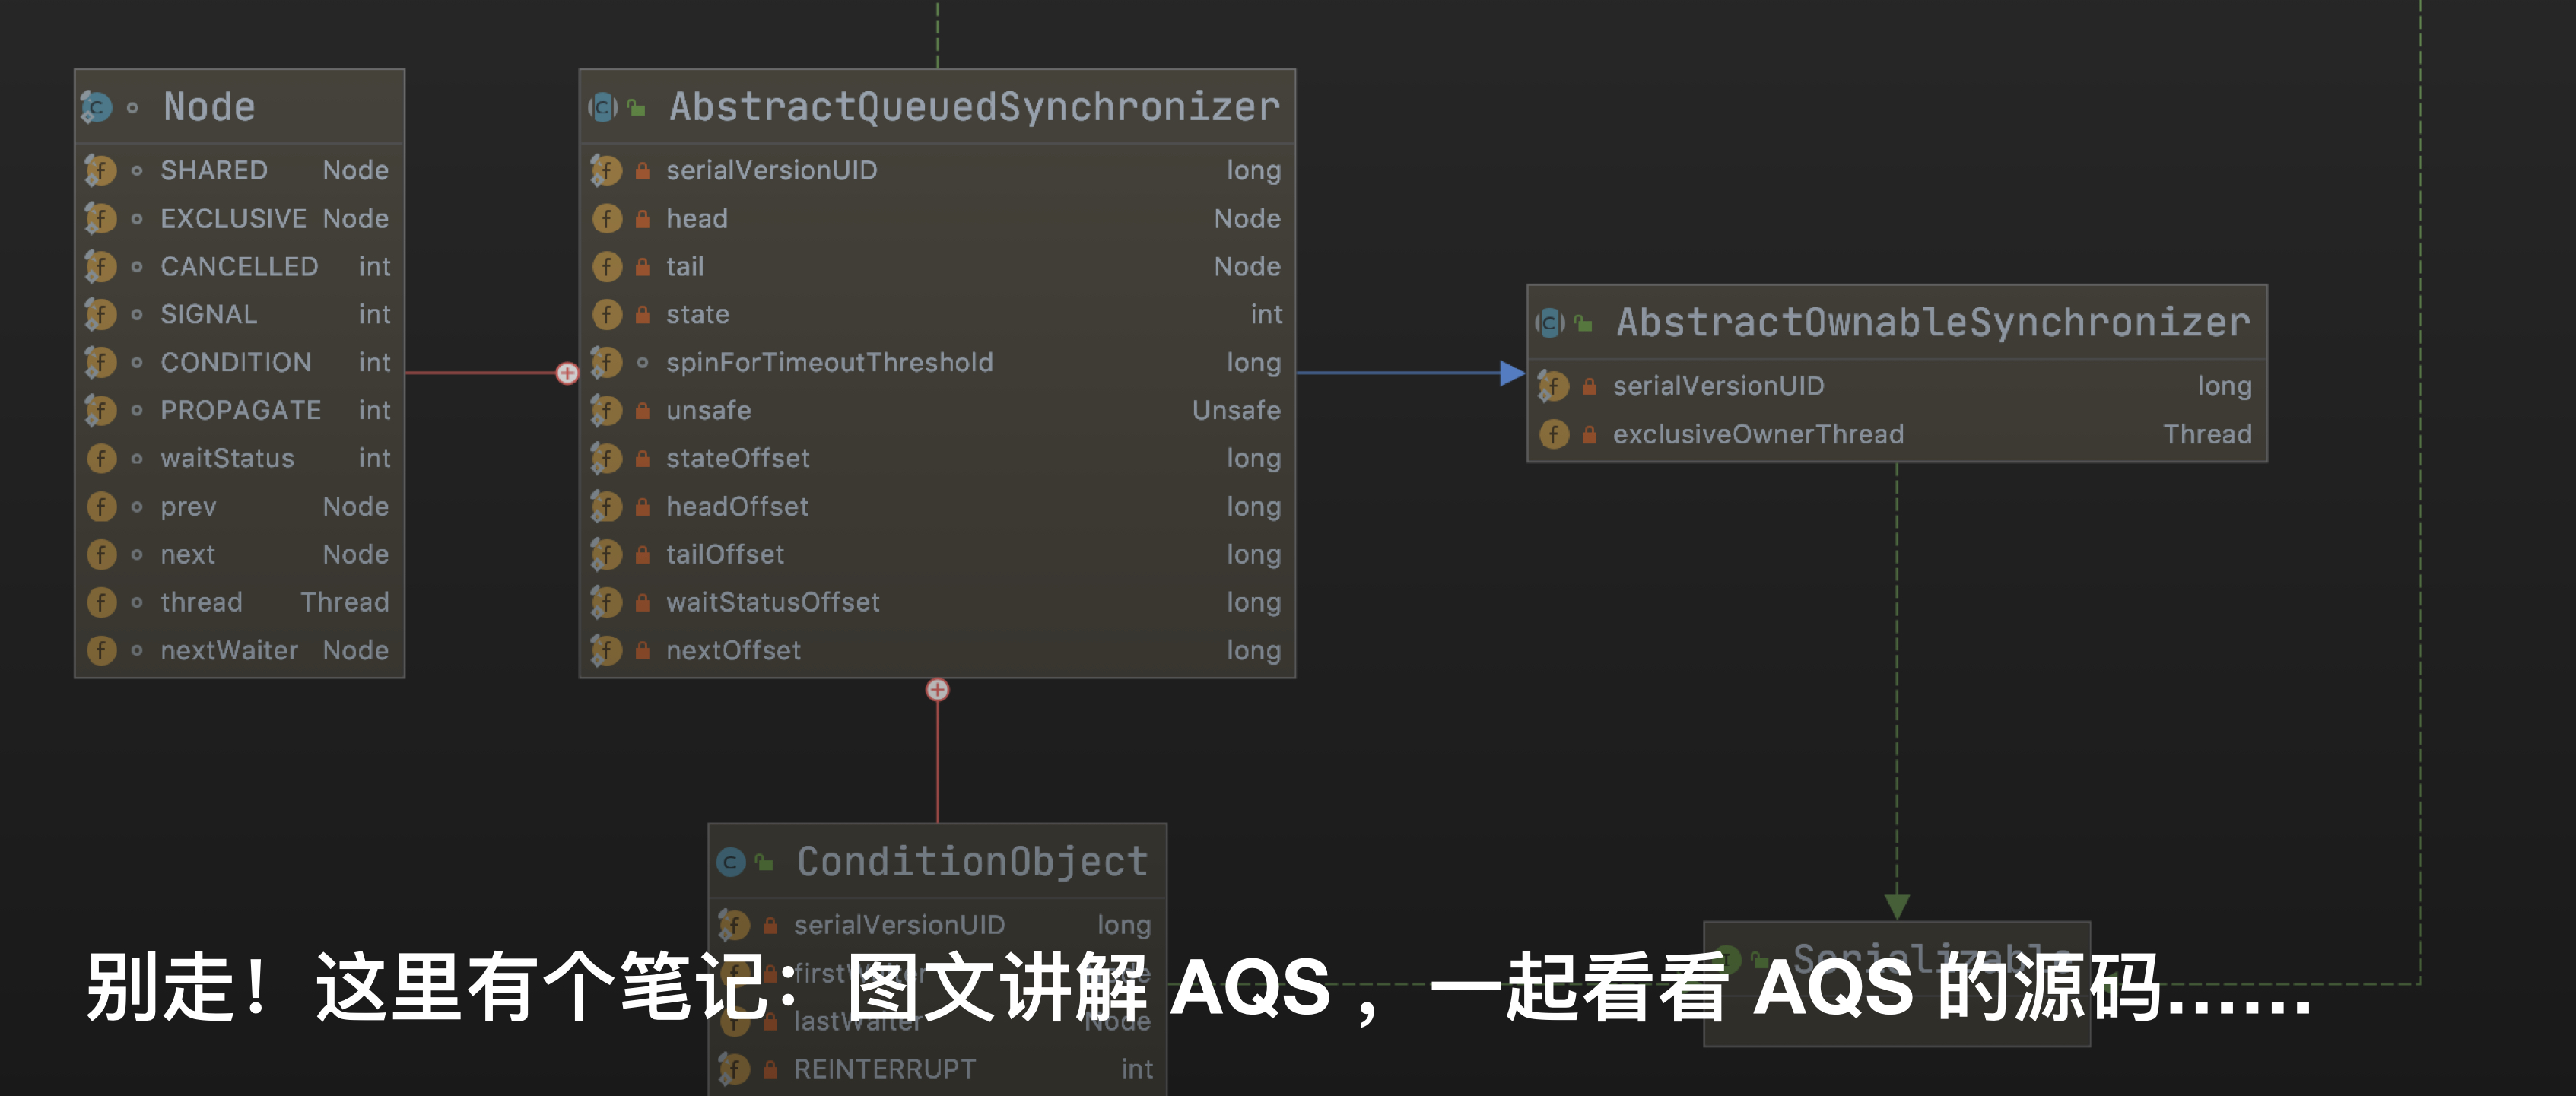 Node
SHARED Node
EXCLUSIVE Node
CANCELLED int
SIGNAL int
CONDITION int
PROPAGATE int
waitStatus int
prev Node
next Node
thread Thread
nextWaiter Node
AbstractQueuedSynchronizer
serialVersionUID long
head Node
tail Node
state int
spinForTimeoutThreshold long
unsafe Unsafe
stateOffset long
headOffset long
tailOffset long
waitStatusOffset long
nextOffset long
AbstractOwnableSynchronizer
serialVersionUID long
exclusiveOwnerThread Thread
ConditionObject
serialVersionUID long
firstWaiter Node
lastWaiter Node
REINTERRUPT int
Serializable
别走！这里有个笔记：图文讲解 AQS ，一起看看 AQS 的源码……